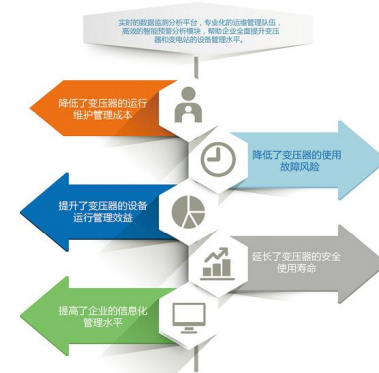 实时的数据监测分析平台，专业化的运维管理队伍，
高效的智能预警分析模块，帮助企业全面提升变压
器和变电站的设备管理水平。
降低了变压器的运行
维护管理成本
降低了变压器的使用
故障风险
提升了变压器的设备
运行管理效益
延长了变压器的安全
使用寿命
提高了企业的信息化
管理水平